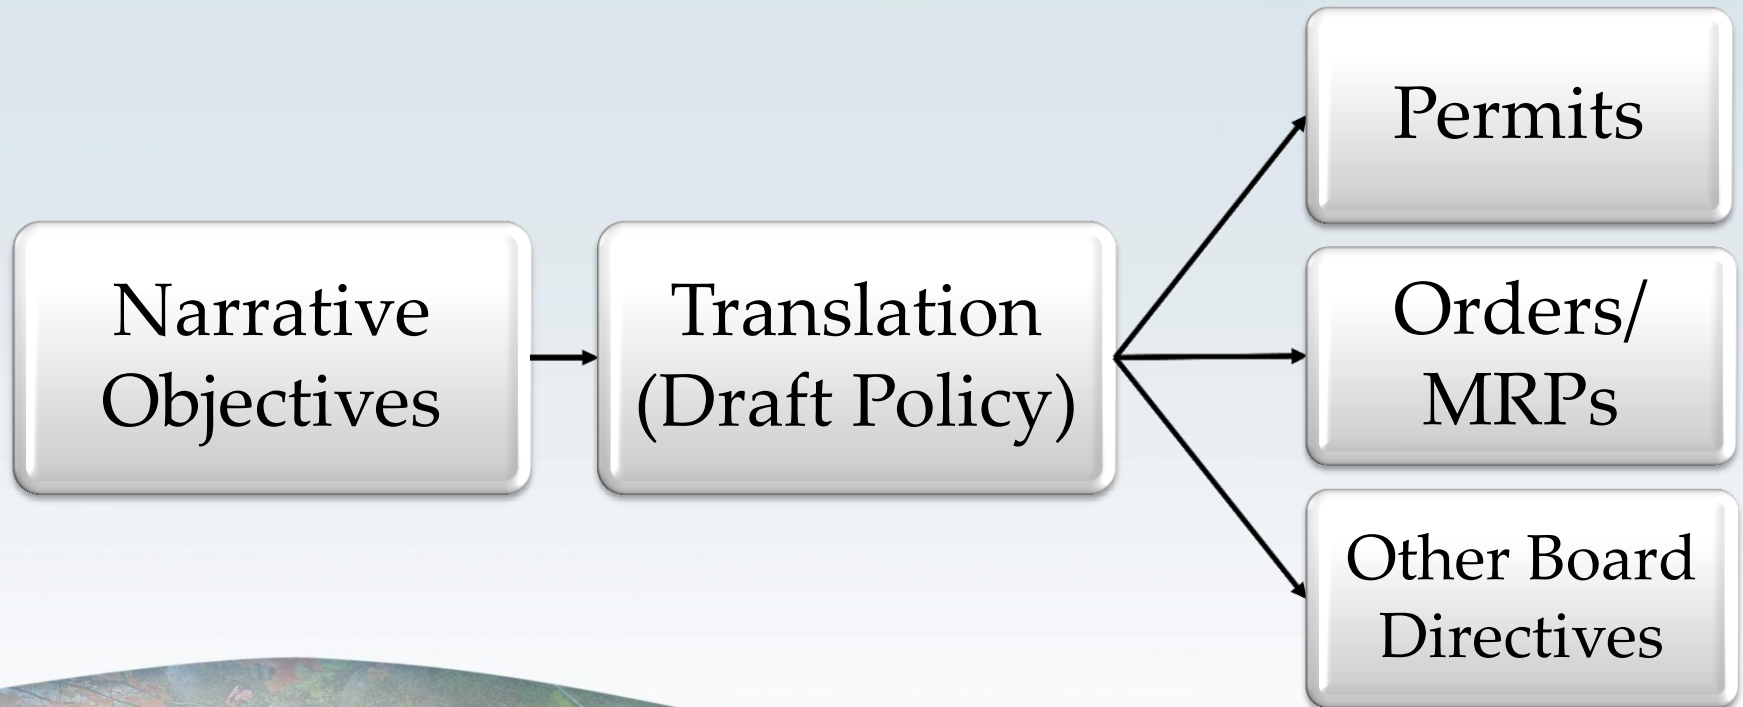 Narrative
Objectives
Translation
(Draft Policy)
Permits
Orders/
MRPs
Other Board
Directives